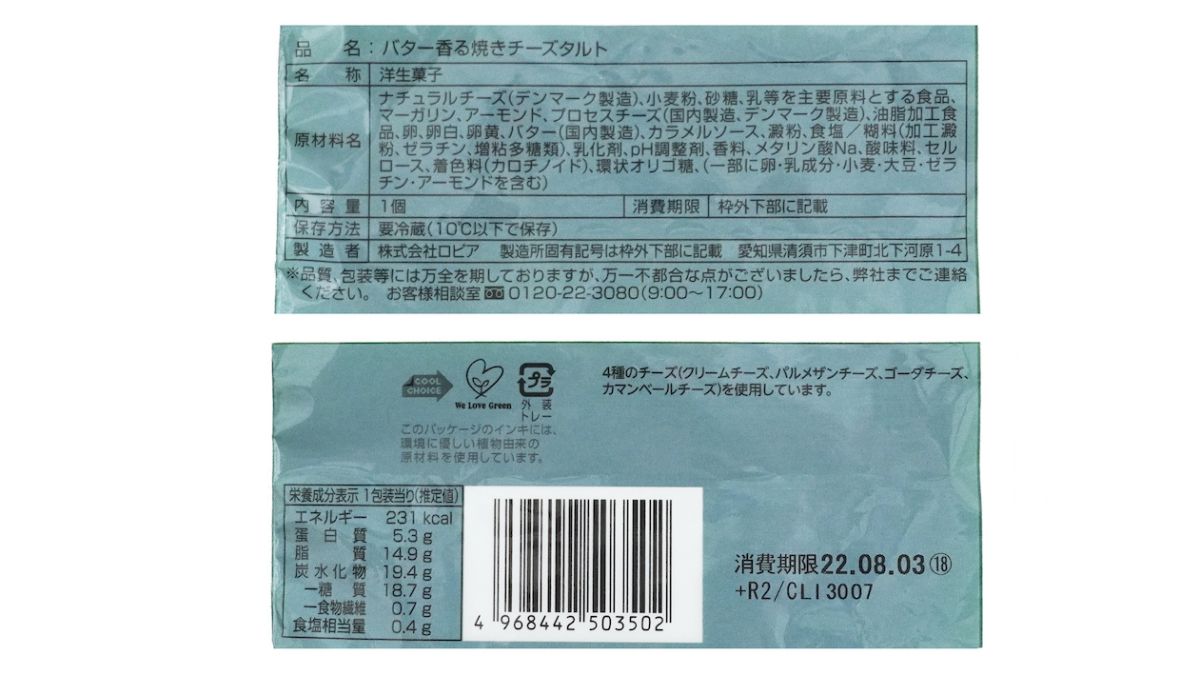 品 名：バター香る焼きチーズタルト
名 称 洋生菓子
原材料名
ナチュラルチーズ(デンマーク製造)、小麦粉、砂糖、乳等を主要原料とする食品、
マーガリン、アーモンド、プロセスチーズ(国内製造、デンマーク製造)、油脂加工食
品、卵、卵白、卵黄、バター(国内製造)、カラメルソース、澱粉、食塩／糊料(加工澱
粉、ゼラチン、増粘多糖類)、乳化剤、pH調整剤、香料、メタリン酸Na、酸味料、セル
ロース、着色料(カロチノイド)、環状オリゴ糖、(一部に卵・乳成分・小麦・大豆・ゼラ
チン・アーモンドを含む)
内容量 1個 消費期限 枠外下部に記載
保存方法 要冷蔵(10℃以下で保存)
製造者 株式会社ロピア 製造所固有記号は枠外下部に記載 愛知県清須市下津町北下河原1-4
※品質、包装等には万全を期しておりますが、万一不都合な点がございましたら、弊社までご連絡
ください。 お客様相談室 0120-22-3080(9:00～17:00)
COOL
CHOICE
We Love Green
プラ
外 装
トレー
このパッケージのインキには、
環境に優しい植物由来の
原材料を使用しています。
4種のチーズ(クリームチーズ、パルメザンチーズ、ゴーダチーズ、
カマンベールチーズ)を使用しています。
栄養成分表示 1包装当り(推定値)
エネルギー 231 kcal
蛋白質 5.3 g
脂質 14.9 g
炭水化物 19.4 g
－糖質 18.7 g
－食物繊維 0.7 g
食塩相当量 0.4 g
4 968442 503502
消費期限22.08.03⑱
+R2/CLI3007